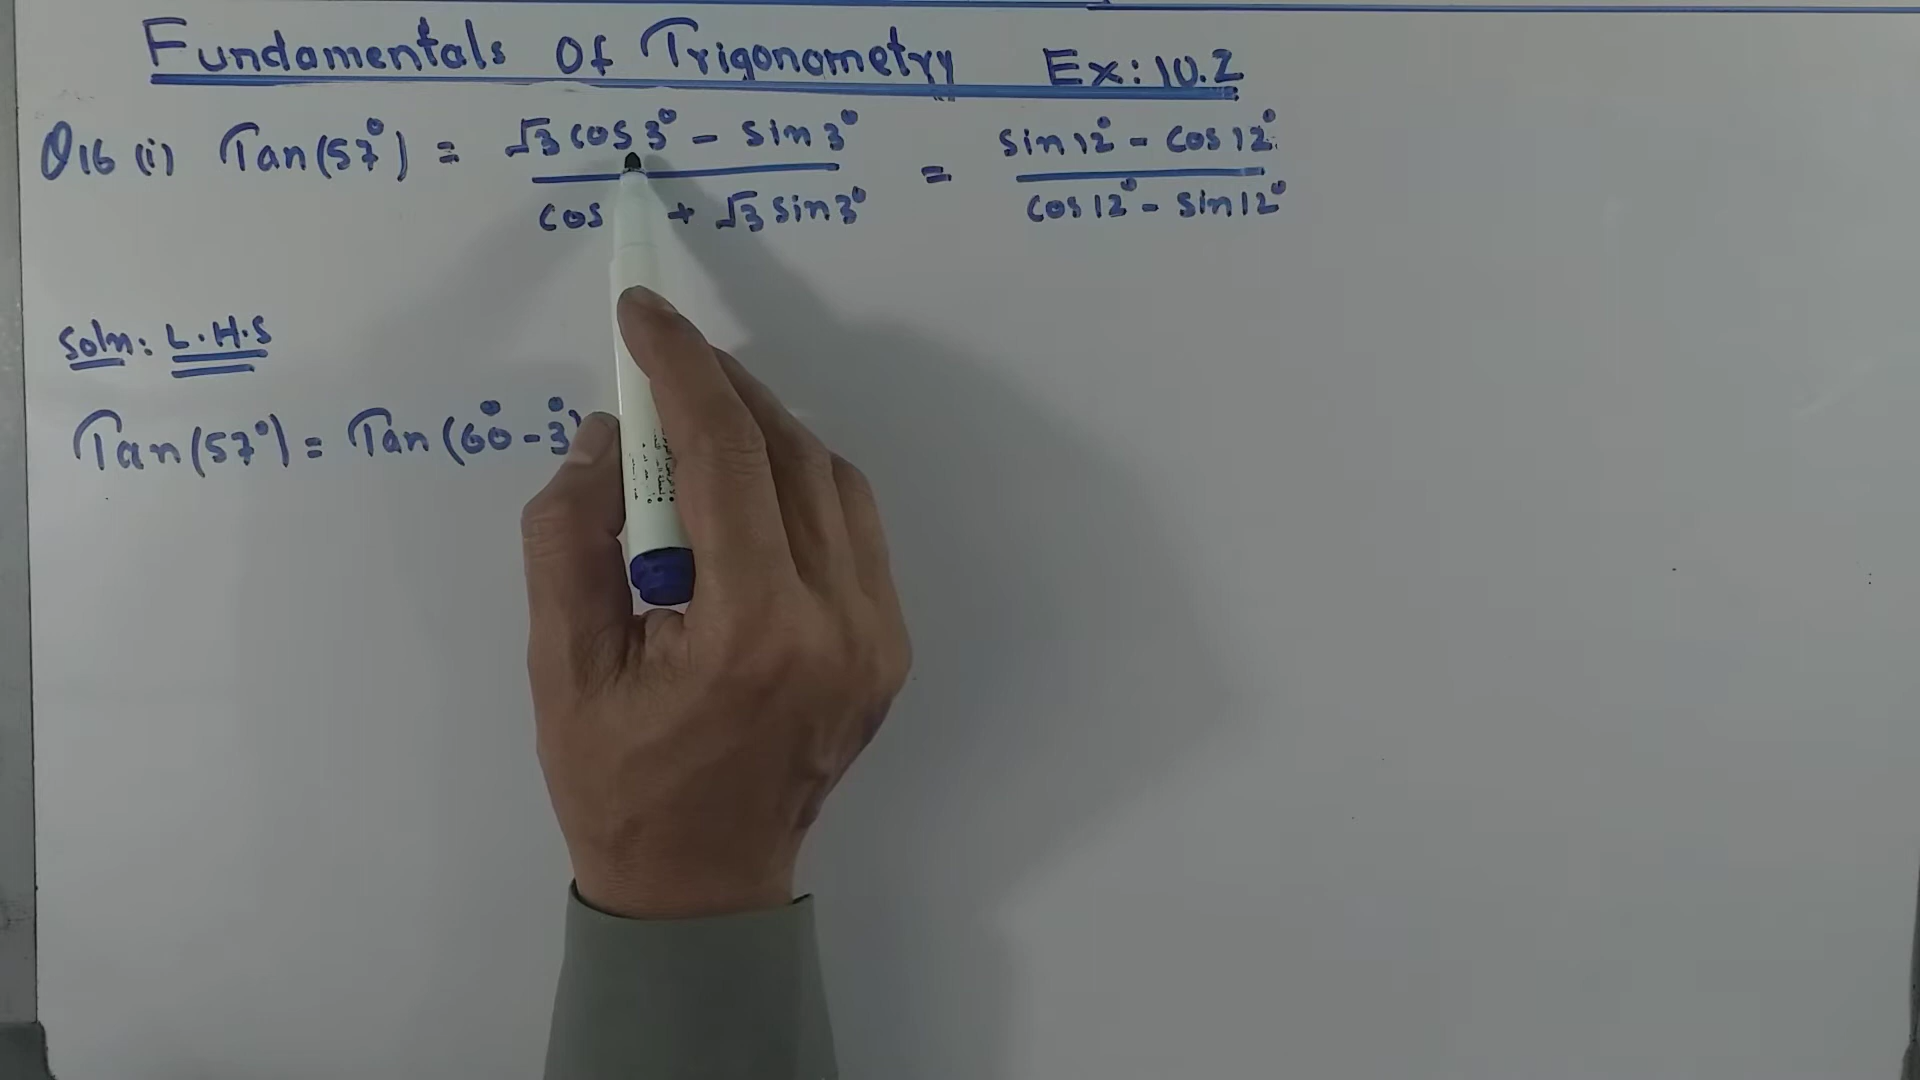 Fundamentals Of Trigonometry Ex: 10.2
Q16 (i) Tan(57°) = √3 cos 3° - sin 3° / cos + √3 sin 3° = sin 12° - cos 12° / cos 12° - sin 12°
Soln: L.H.S
Tan(57°) = Tan(60° - 3°)